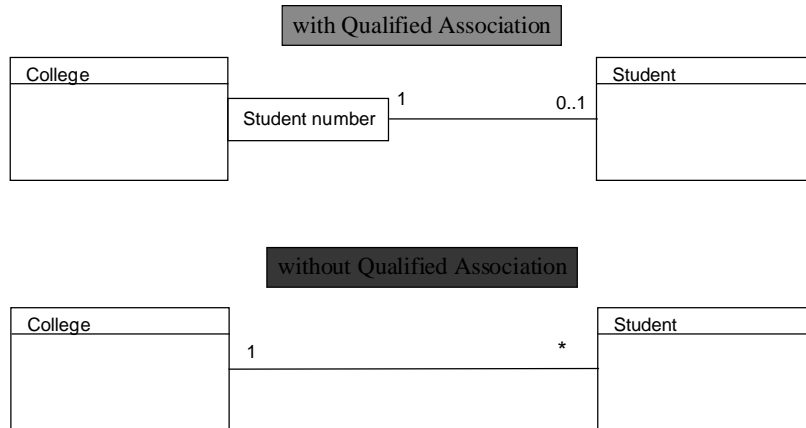 with Qualified Association
College
Student
Student number
1
0..1
without Qualified Association
College
Student
1
*